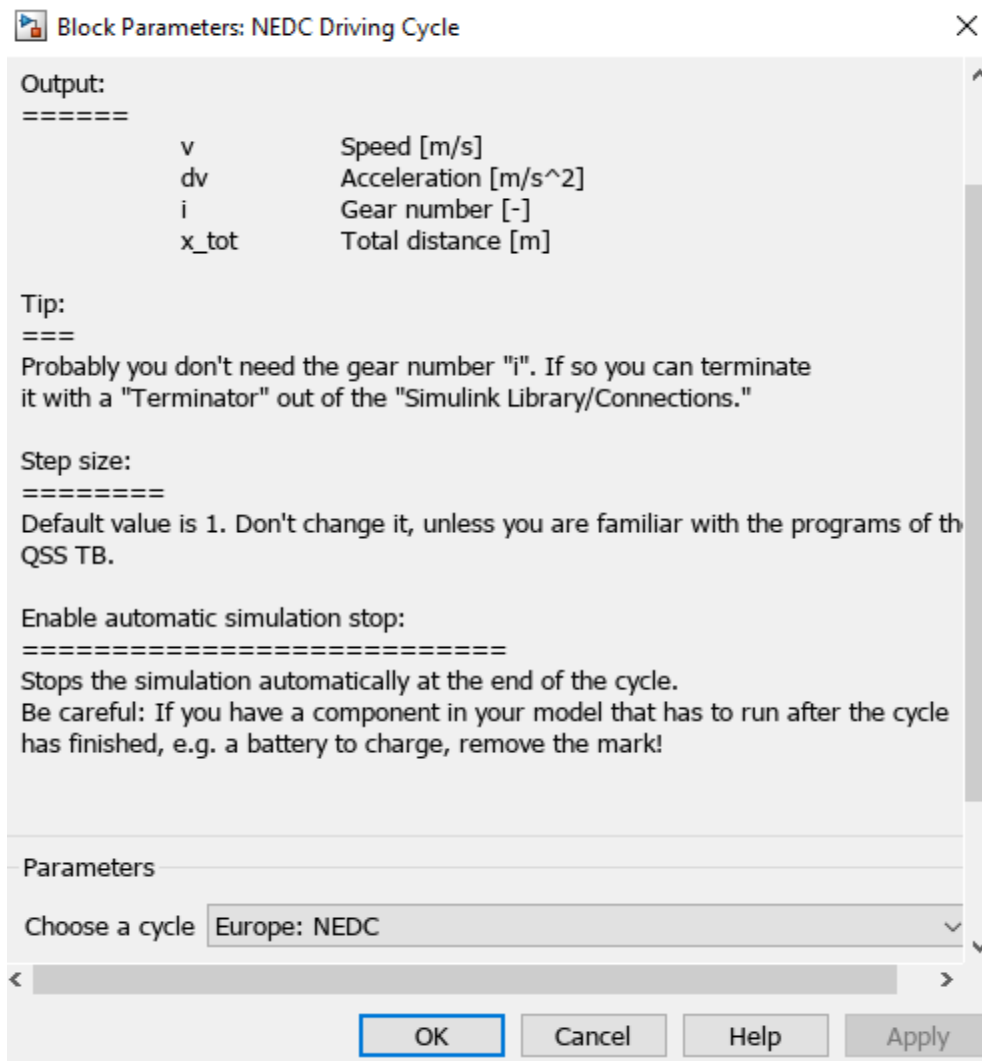 Block Parameters: NEDC Driving Cycle
Output:
======
v Speed [m/s]
dv Acceleration [m/s^2]
i Gear number [-]
x_tot Total distance [m]
Tip:
===
Probably you don't need the gear number "i". If so you can terminate
it with a "Terminator" out of the "Simulink Library/Connections."
Step size:
========
Default value is 1. Don't change it, unless you are familiar with the programs of th
QSS TB.
Enable automatic simulation stop:
===========================
Stops the simulation automatically at the end of the cycle.
Be careful: If you have a component in your model that has to run after the cycle
has finished, e.g. a battery to charge, remove the mark!
Parameters
Choose a cycle Europe: NEDC
OK Cancel Help Apply